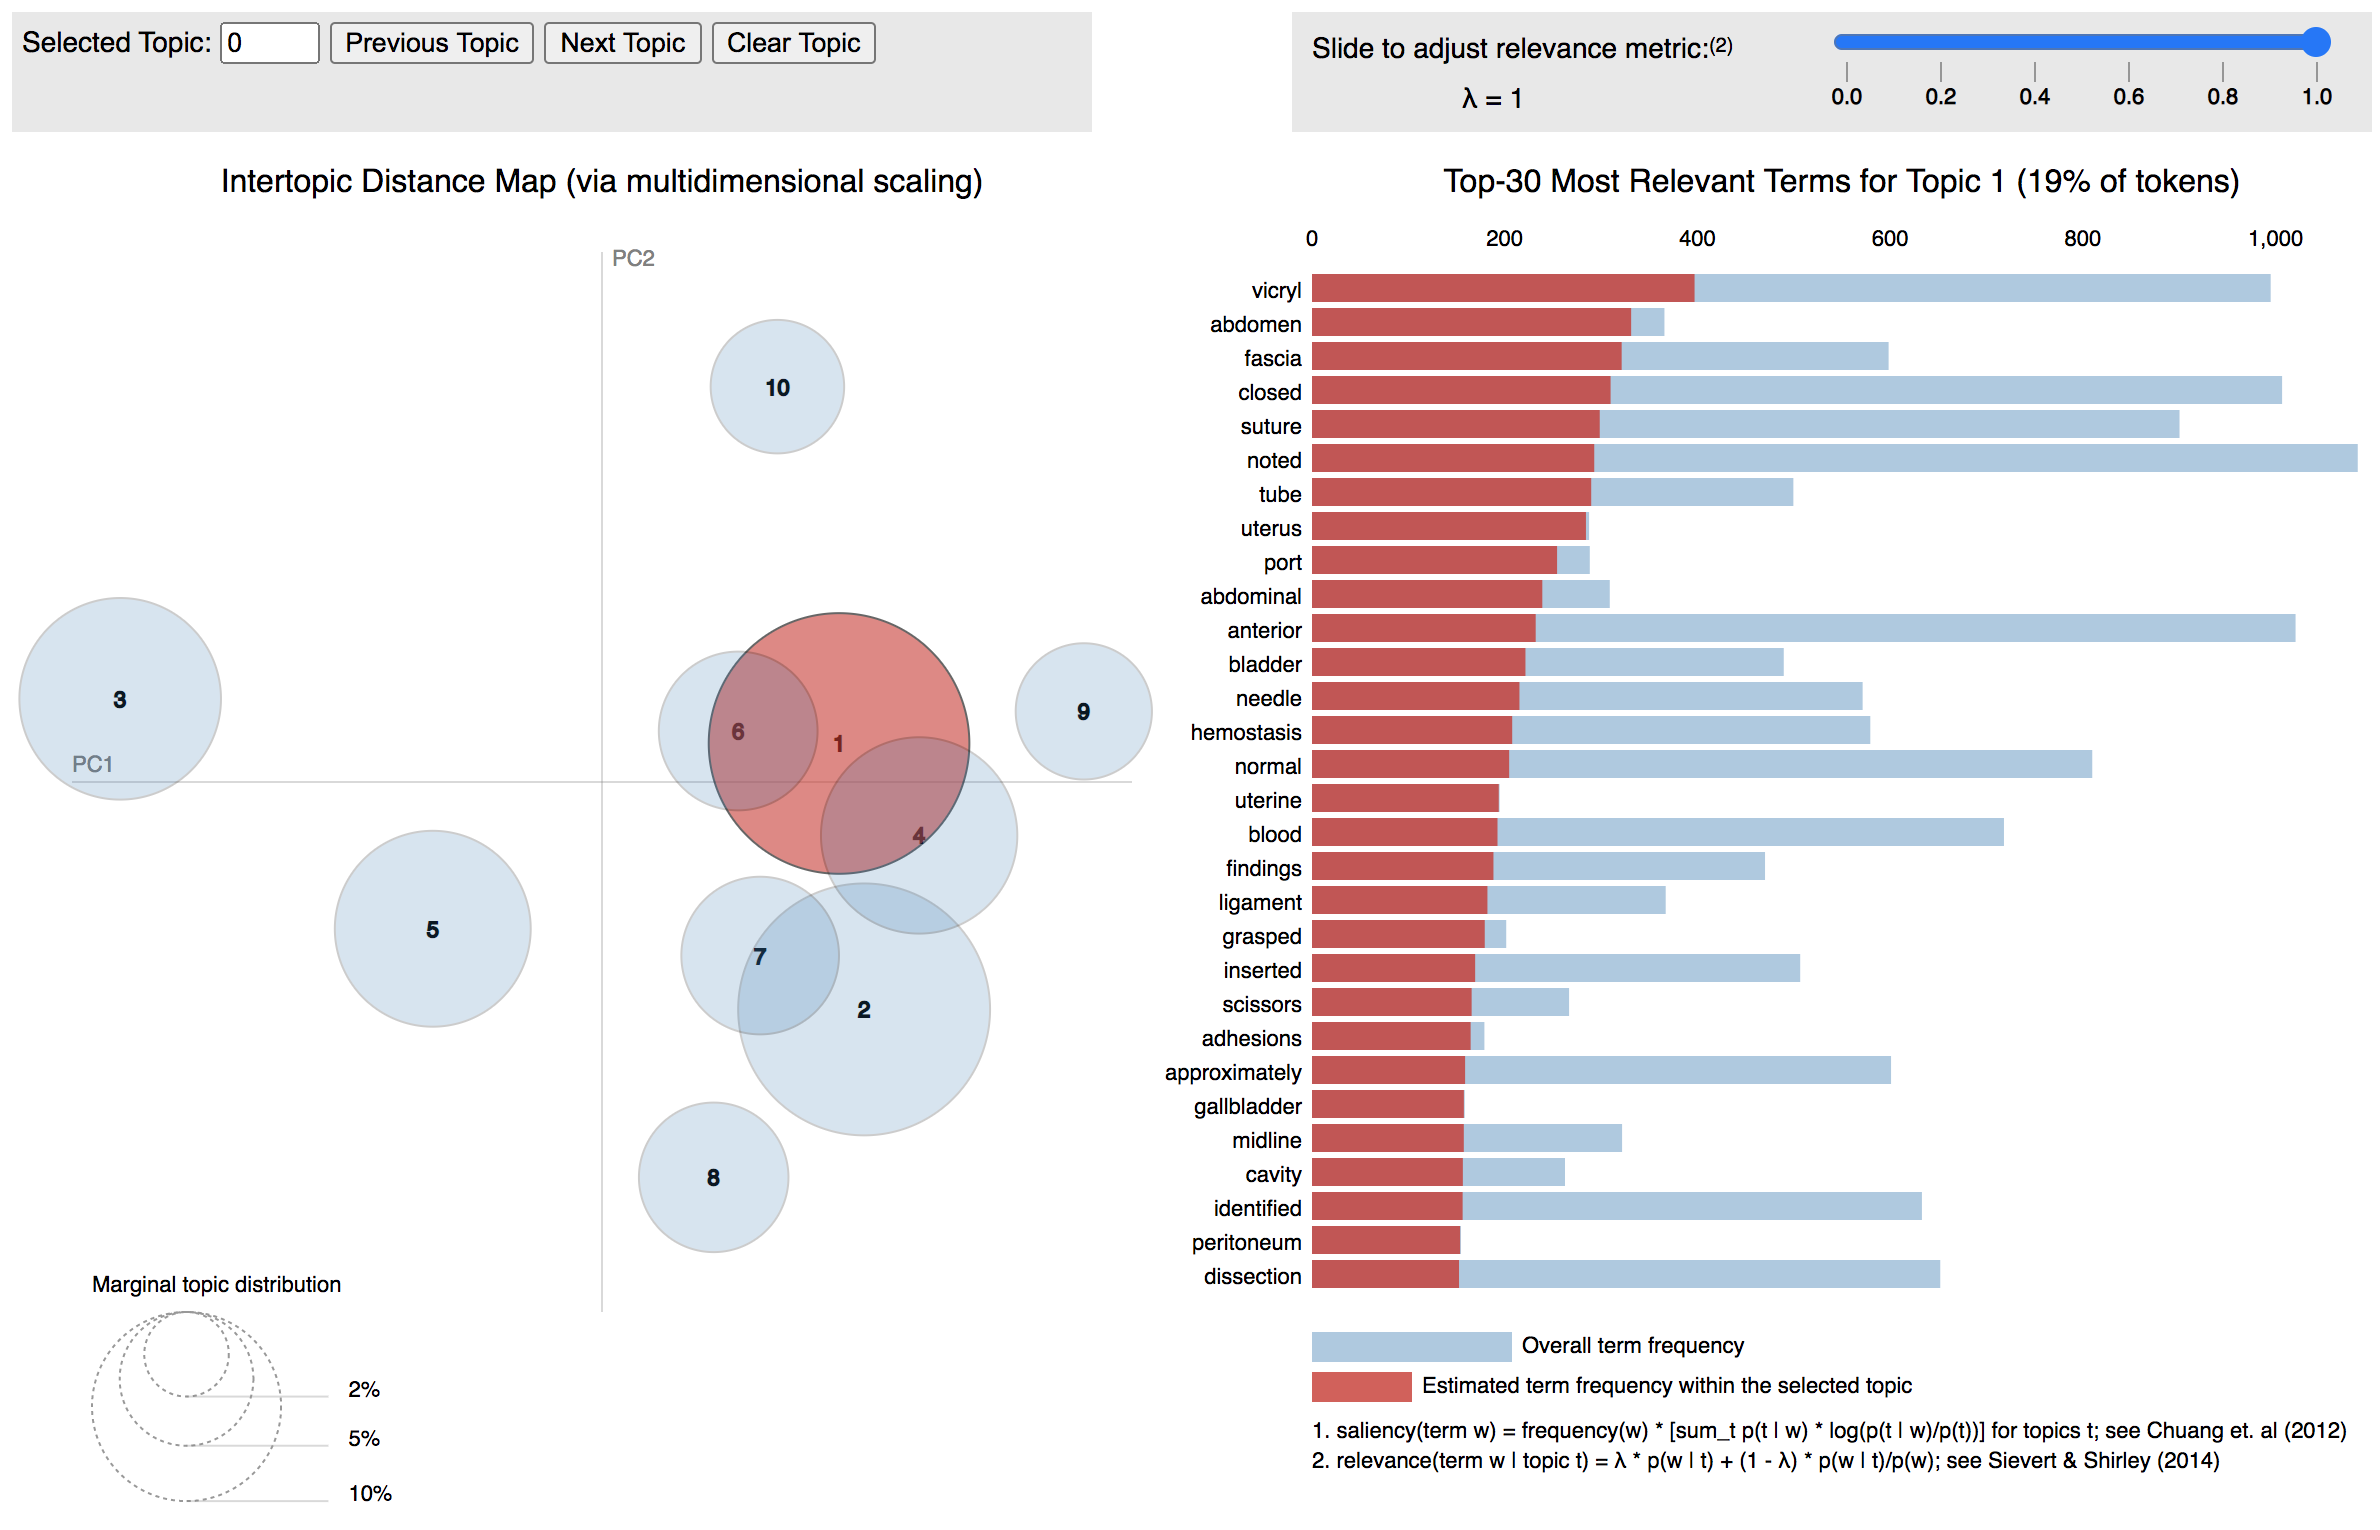 Selected Topic: 0 Previous Topic Next Topic Clear Topic
Slide to adjust relevance metric:(2)
λ = 1
0.0 0.2 0.4 0.6 0.8 1.0
Intertopic Distance Map (via multidimensional scaling)
PC2
PC1
10
3
6
1
9
4
5
7
2
8
Marginal topic distribution
2%
5%
10%
Top-30 Most Relevant Terms for Topic 1 (19% of tokens)
0 200 400 600 800 1,000
vicryl
abdomen
fascia
closed
suture
noted
tube
uterus
port
abdominal
anterior
bladder
needle
hemostasis
normal
uterine
blood
findings
ligament
grasped
inserted
scissors
adhesions
approximately
gallbladder
midline
cavity
identified
peritoneum
dissection
Overall term frequency
Estimated term frequency within the selected topic
1. saliency(term w) = frequency(w) * [sum_t p(t | w) * log(p(t | w)/p(t))] for topics t; see Chuang et. al (2012)
2. relevance(term w | topic t) = λ * p(w | t) + (1 - λ) * p(w | t)/p(w); see Sievert & Shirley (2014)